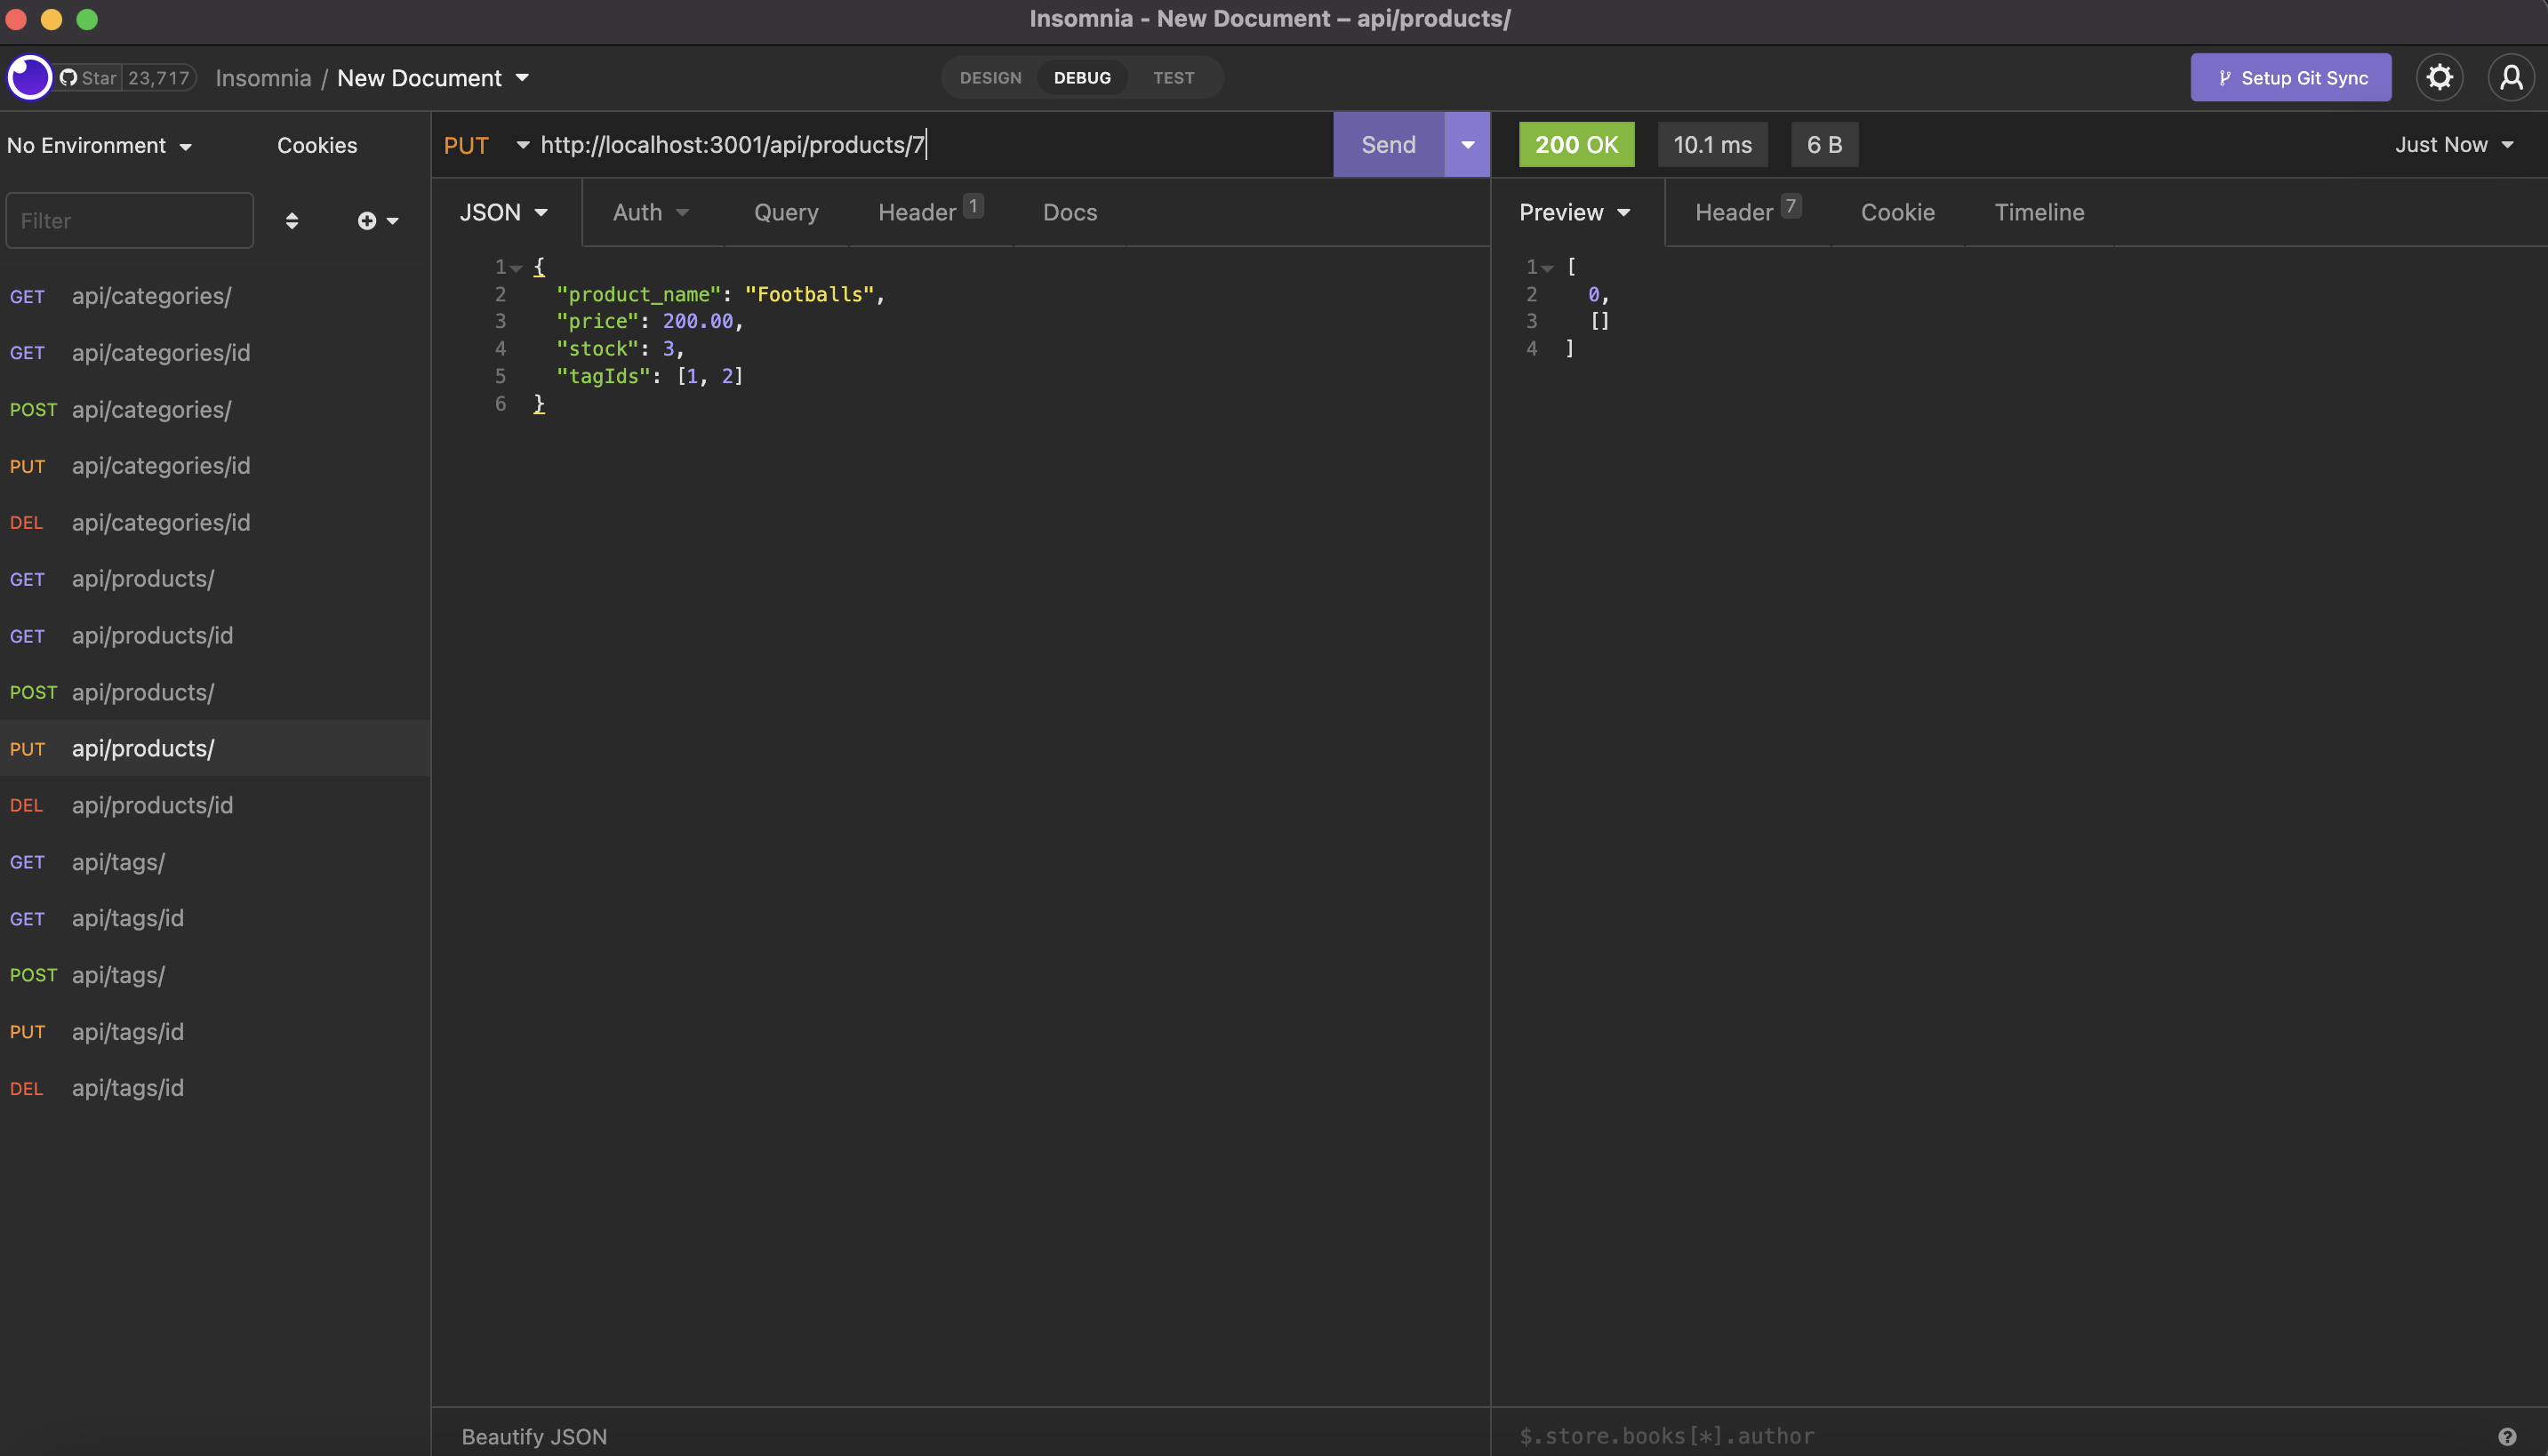 Insomnia - New Document – api/products/
Star 23,717 Insomnia / New Document
DESIGN DEBUG TEST
Setup Git Sync
No Environment Cookies
Filter
GET api/categories/
GET api/categories/id
POST api/categories/
PUT api/categories/id
DEL api/categories/id
GET api/products/
GET api/products/id
POST api/products/
PUT api/products/
DEL api/products/id
GET api/tags/
GET api/tags/id
POST api/tags/
PUT api/tags/id
DEL api/tags/id
PUT http://localhost:3001/api/products/7 Send
JSON Auth Query Header 1 Docs
1 {
2 "product_name": "Footballs",
3 "price": 200.00,
4 "stock": 3,
5 "tagIds": [1, 2]
6 }
Beautify JSON
200 OK 10.1 ms 6 B Just Now
Preview Header 7 Cookie Timeline
1 [
2 0,
3 []
4 ]
$.store.books[*].author ?